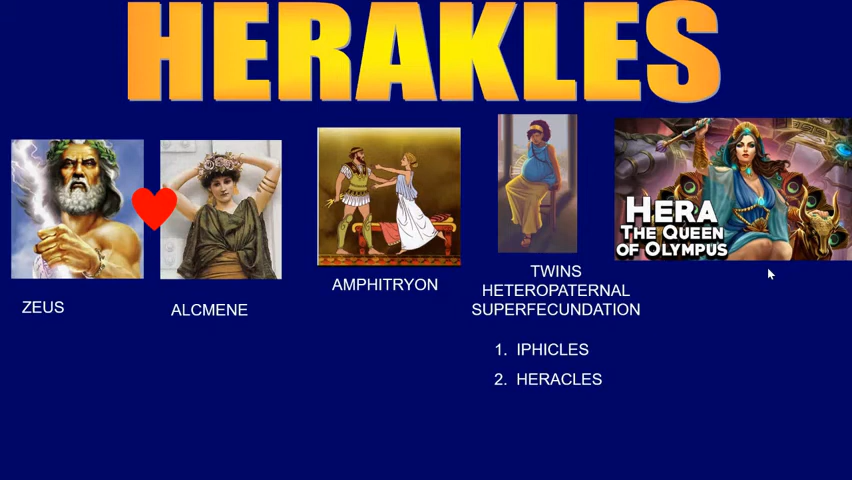 HERAKLES
HERA
THE QUEEN
OF OLYMPUS
ZEUS
ALCMENE
AMPHITRYON
TWINS
HETEROPATERNAL
SUPERFECUNDATION
1. IPHICLES
2. HERACLES